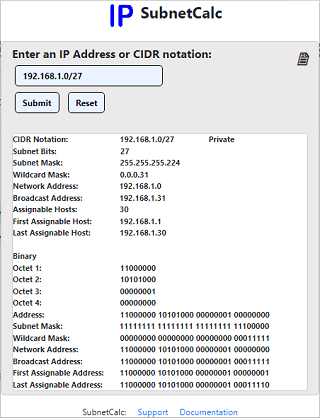 IP SubnetCalc
Enter an IP Address or CIDR notation:
192.168.1.0/27
Submit Reset
CIDR Notation: 192.168.1.0/27 Private
Subnet Bits: 27
Subnet Mask: 255.255.255.224
Wildcard Mask: 0.0.0.31
Network Address: 192.168.1.0
Broadcast Address: 192.168.1.31
Assignable Hosts: 30
First Assignable Host: 192.168.1.1
Last Assignable Host: 192.168.1.30
Binary
Octet 1: 11000000
Octet 2: 10101000
Octet 3: 00000001
Octet 4: 00000000
Address: 11000000 10101000 00000001 00000000
Subnet Mask: 11111111 11111111 11111111 11100000
Wildcard Mask: 00000000 00000000 00000000 00011111
Network Address: 11000000 10101000 00000001 00000000
Broadcast Address: 11000000 10101000 00000001 00011111
First Assignable Host: 11000000 10101000 00000001 00000001
Last Assignable Host: 11000000 10101000 00000001 00011110
SubnetCalc: Support Documentation